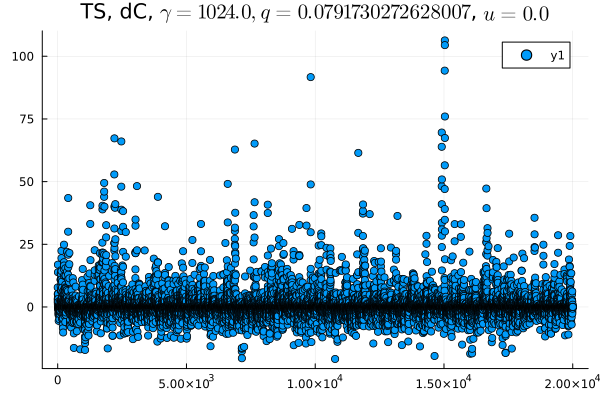 TS, dC, γ = 1024.0, q = 0.0791730272628007, u = 0.0
y1
100
75
50
25
0
0 5.00×10³ 1.00×10⁴ 1.50×10⁴ 2.00×10⁴